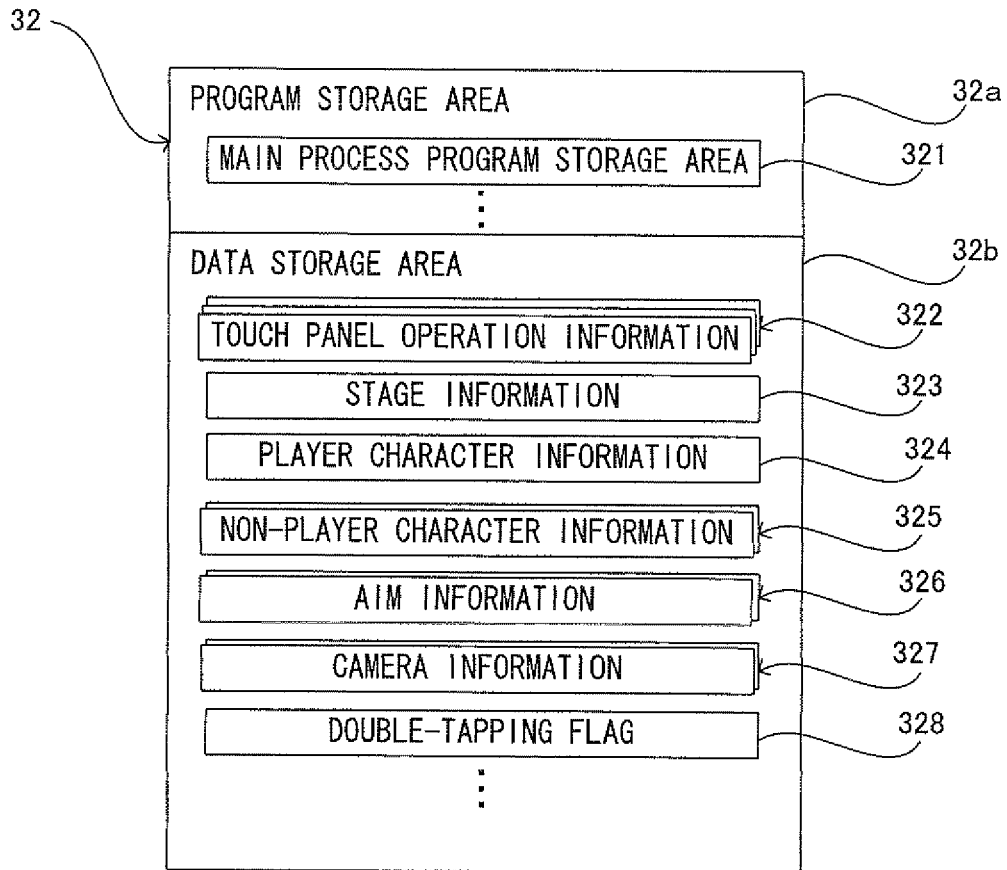 32
PROGRAM STORAGE AREA
32a
MAIN PROCESS PROGRAM STORAGE AREA
321
DATA STORAGE AREA
32b
TOUCH PANEL OPERATION INFORMATION
322
STAGE INFORMATION
323
PLAYER CHARACTER INFORMATION
324
NON-PLAYER CHARACTER INFORMATION
325
AIM INFORMATION
326
CAMERA INFORMATION
327
DOUBLE-TAPPING FLAG
328